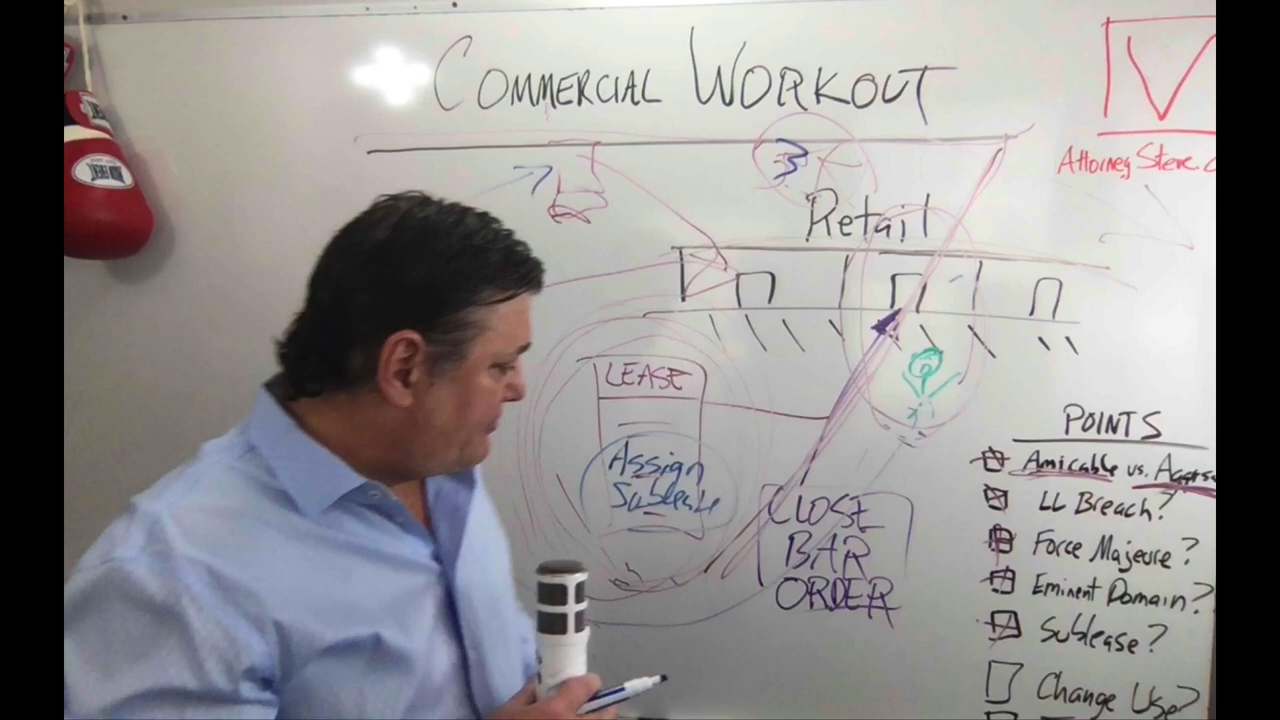 COMMERCIAL WORKOUT
V
Attorney Steve.
3
Retail
LEASE
Assign
Sublease
CLOSE
BAR
ORDER
POINTS
Amicable vs.
LL Breach?
Force Majeure?
Eminent Domain?
Sublease?
Change Use?